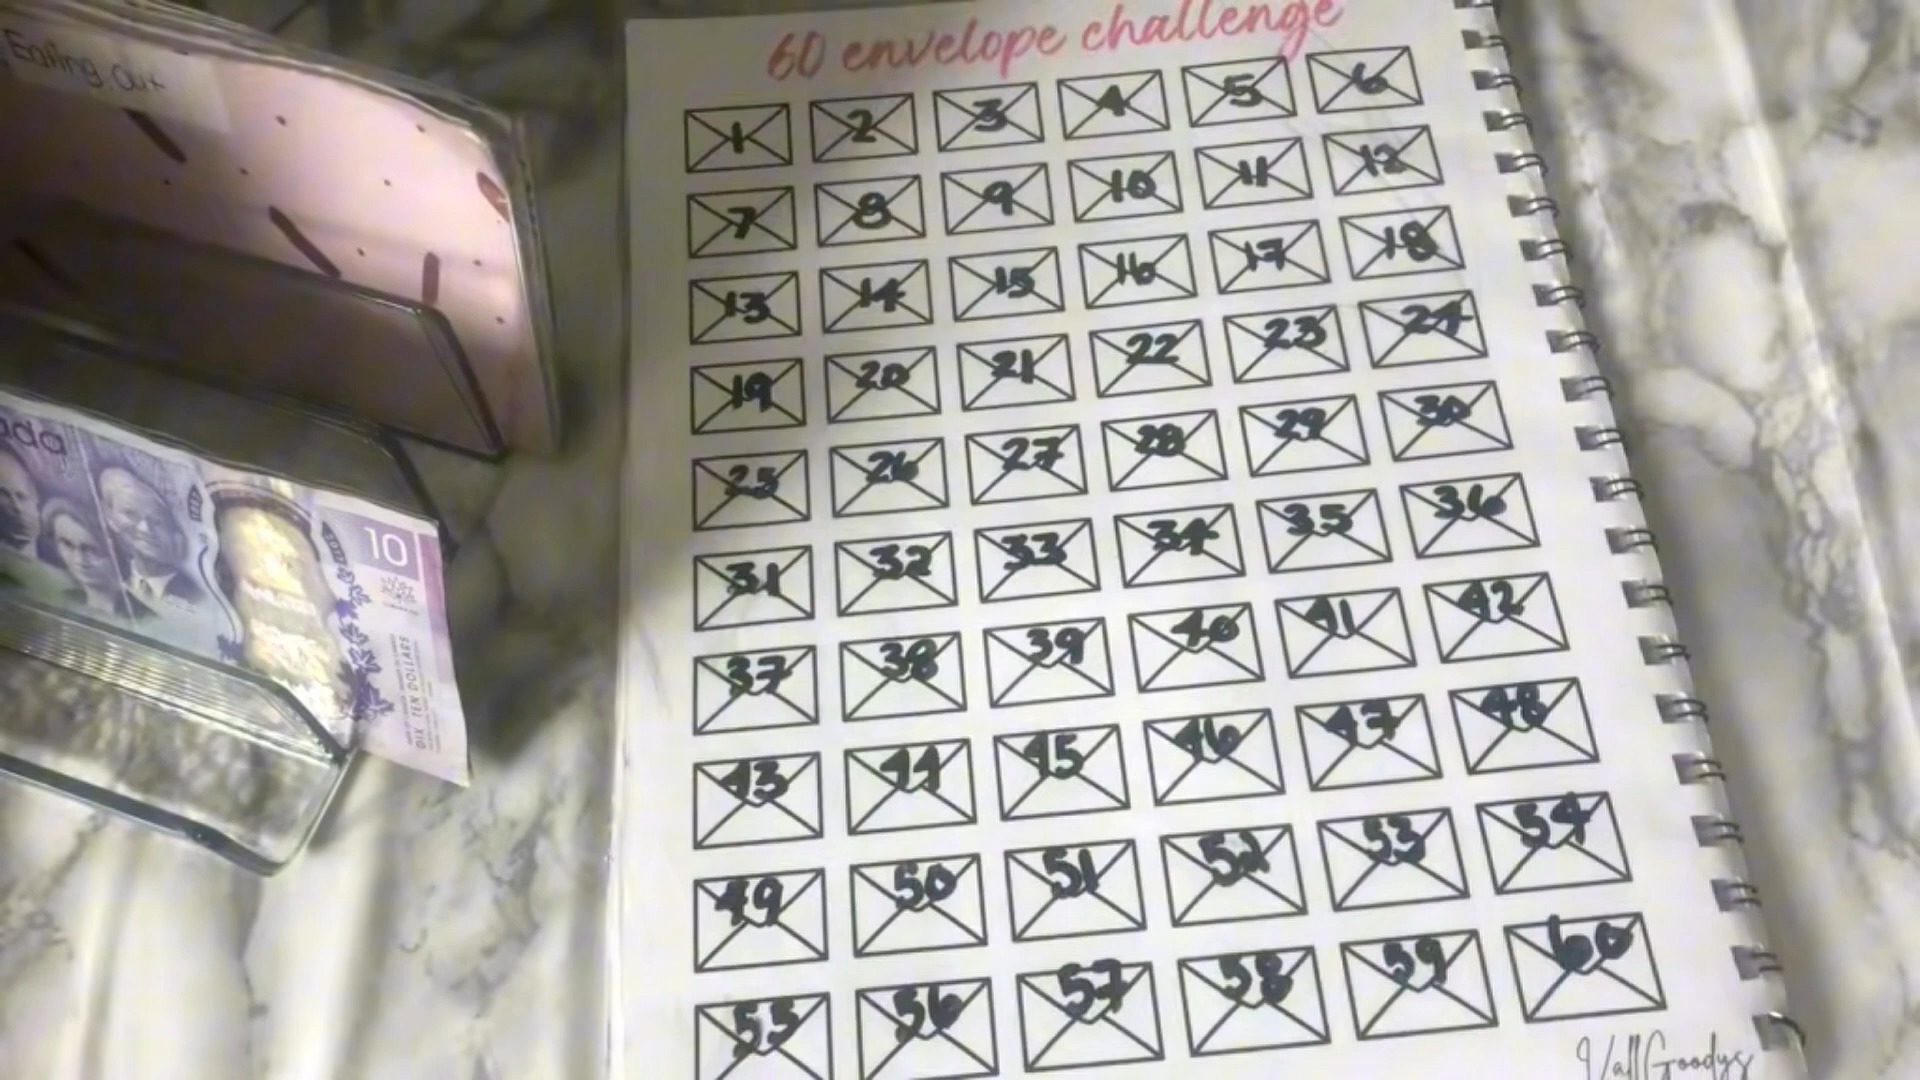 Eating out
60 envelope challenge
1 2 3 4 5 6
7 8 9 10 11 12
13 14 15 16 17 18
19 20 21 22 23 24
25 26 27 28 29 30
31 32 33 34 35 36
37 38 39 40 41 42
43 44 45 46 47 48
49 50 51 52 53 54
55 56 57 58 59 60
VallGoodys
ada
10
DIX TEN DOLLARS